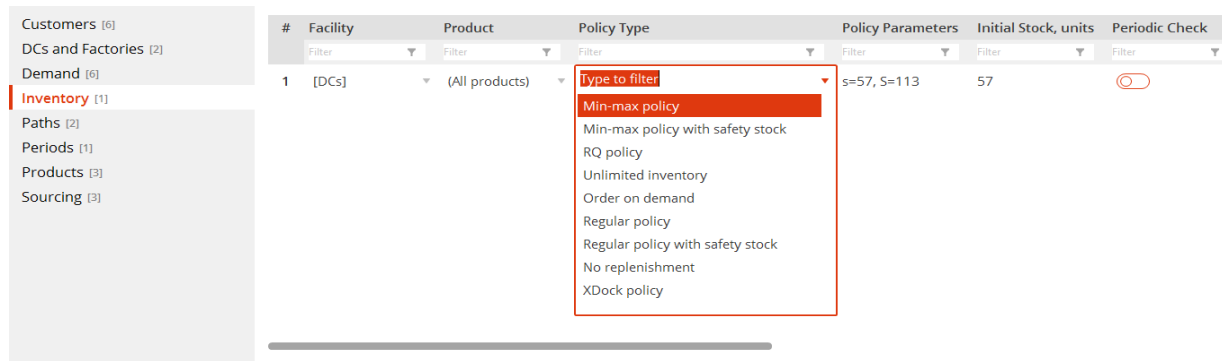 Customers [6]
DCs and Factories [2]
Demand [6]
Inventory [1]
Paths [2]
Periods [1]
Products [3]
Sourcing [3]
# Facility Product Policy Type Policy Parameters Initial Stock, units Periodic Check
Filter Filter Filter Filter Filter Filter
1 [DCs] (All products) Type to filter s=57, S=113 57
Min-max policy
Min-max policy with safety stock
RQ policy
Unlimited inventory
Order on demand
Regular policy
Regular policy with safety stock
No replenishment
XDock policy